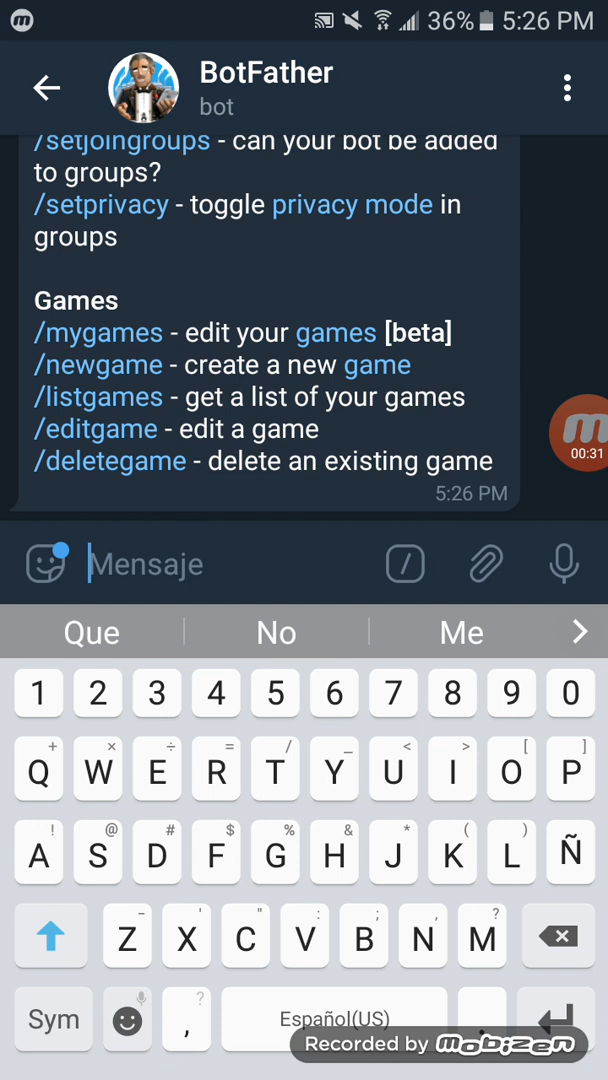 36% 5:26 PM
BotFather
bot
/setjoingroups - can your bot be added
to groups?
/setprivacy - toggle privacy mode in
groups
Games
/mygames - edit your games [beta]
/newgame - create a new game
/listgames - get a list of your games
/editgame - edit a game
/deletegame - delete an existing game
5:26 PM
00:31
Mensaje
Que No Me
1 2 3 4 5 6 7 8 9 0
+ × ÷ = / _ < > [ ]
Q W E R T Y U I O P
! @ # $ % & * ( )
A S D F G H J K L Ñ
- ' " : ; , ?
Z X C V B N M
Sym , ? Español(US) .
Recorded by mobizen